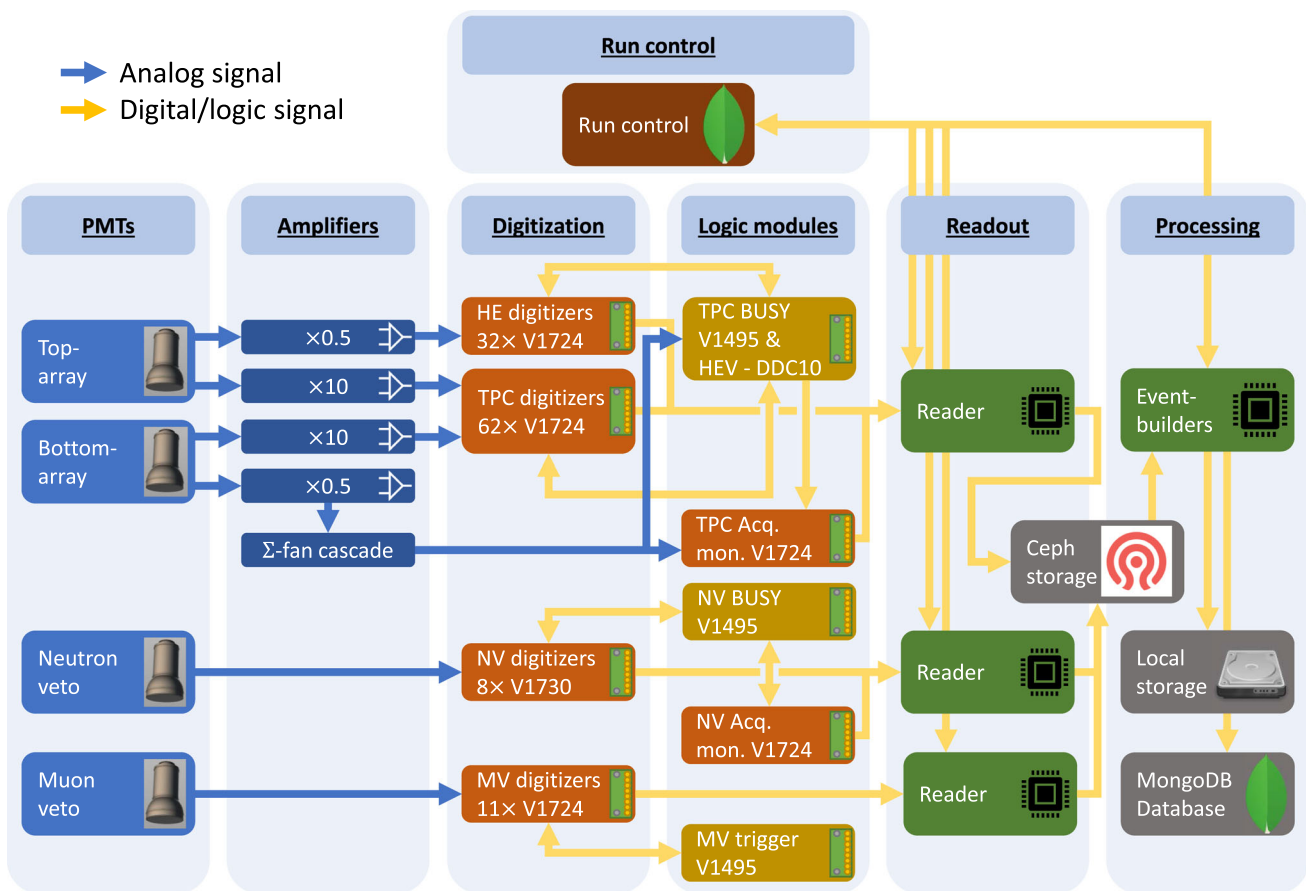 Analog signal
Digital/logic signal
Run control
Run control
PMTs
Amplifiers
Digitization
Logic modules
Readout
Processing
Top-
array
Bottom-
array
Neutron
veto
Muon
veto
×0.5
×10
×10
×0.5
Σ-fan cascade
HE digitizers
32× V1724
TPC digitizers
62× V1724
NV digitizers
8× V1730
MV digitizers
11× V1724
TPC BUSY
V1495 &
HEV - DDC10
TPC Acq.
mon. V1724
NV BUSY
V1495
NV Acq.
mon. V1724
MV trigger
V1495
Reader
Reader
Reader
Ceph
storage
Event-
builders
Local
storage
MongoDB
Database